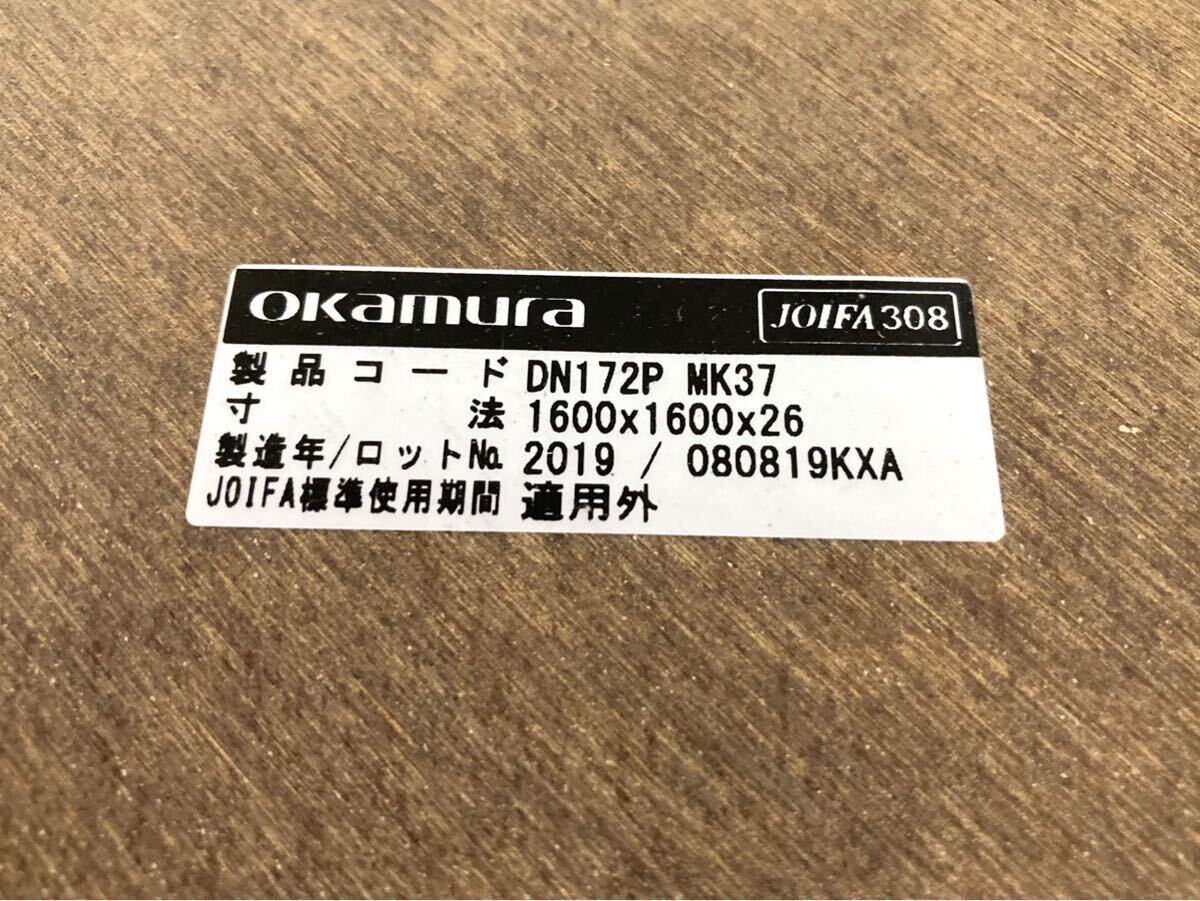 okamura JOIFA308
製品コード DN172P MK37
寸法 1600x1600x26
製造年/ロットNo. 2019 / 080819KXA
JOIFA標準使用期間 適用外